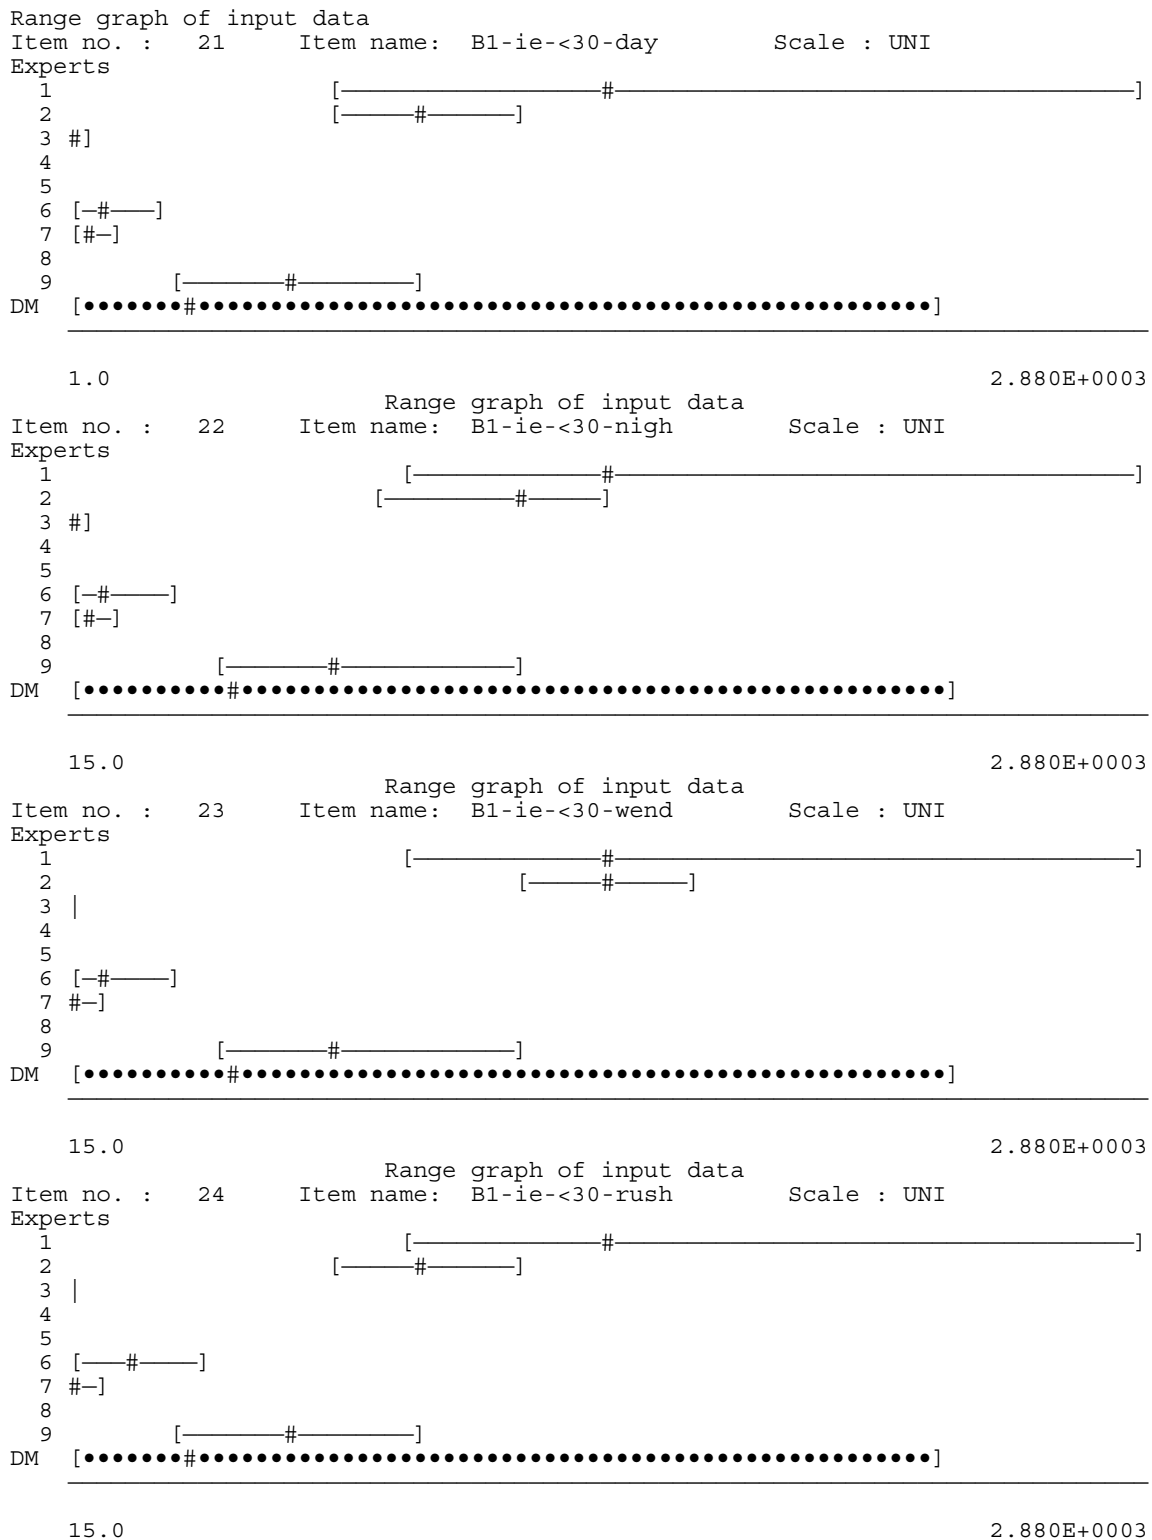 Range graph of input data
Item no. :   21     Item name:  B1-ie-<30-day        Scale : UNI
Experts
  1                    [——————————————————#————————————————————————————————————]
  2                    [—————#——————]
  3 #]
  4
  5
  6 [—#———]
  7 [#—]
  8
  9        [———————#————————]
DM  [•••••••#•••••••••••••••••••••••••••••••••••••••••••••••••••]
1.0                                                            2.880E+0003
Range graph of input data
Item no. :   22     Item name:  B1-ie-<30-nigh        Scale : UNI
Experts
  1                         [—————————————#————————————————————————————————————]
  2                       [—————————#—————]
  3 #]
  4
  5
  6 [—#————]
  7 [#—]
  8
  9           [———————#————————————]
DM  [••••••••••#•••••••••••••••••••••••••••••••••••••••••••••••••]
15.0                                                           2.880E+0003
Range graph of input data
Item no. :   23     Item name:  B1-ie-<30-wend        Scale : UNI
Experts
  1                         [—————————————#————————————————————————————————————]
  2                                 [—————#—————]
  3 |
  4
  5
  6 [—#————]
  7 #—]
  8
  9           [———————#————————————]
DM  [••••••••••#•••••••••••••••••••••••••••••••••••••••••••••••••]
15.0                                                           2.880E+0003
Range graph of input data
Item no. :   24     Item name:  B1-ie-<30-rush        Scale : UNI
Experts
  1                         [—————————————#————————————————————————————————————]
  2                    [—————#——————]
  3 |
  4
  5
  6 [———#————]
  7 #—]
  8
  9        [———————#————————]
DM  [•••••••#•••••••••••••••••••••••••••••••••••••••••••••••••••]
15.0                                                           2.880E+0003